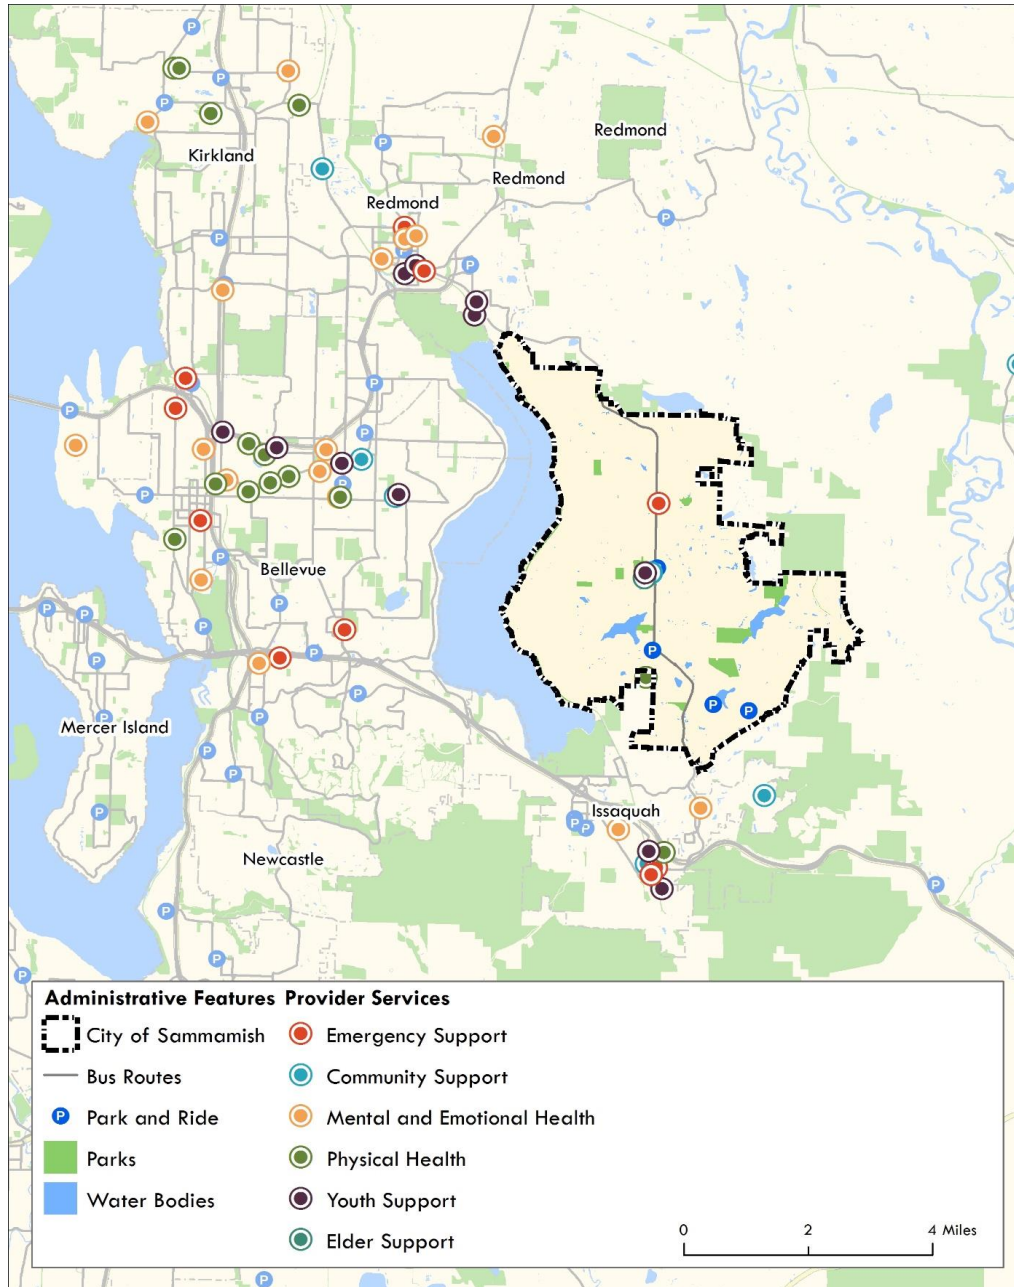 Kirkland
Redmond
Redmond
Redmond
Bellevue
Mercer Island
Issaquah
Newcastle
Administrative Features
City of Sammamish
Bus Routes
P Park and Ride
Parks
Water Bodies
Provider Services
Emergency Support
Community Support
Mental and Emotional Health
Physical Health
Youth Support
Elder Support
0 2 4 Miles